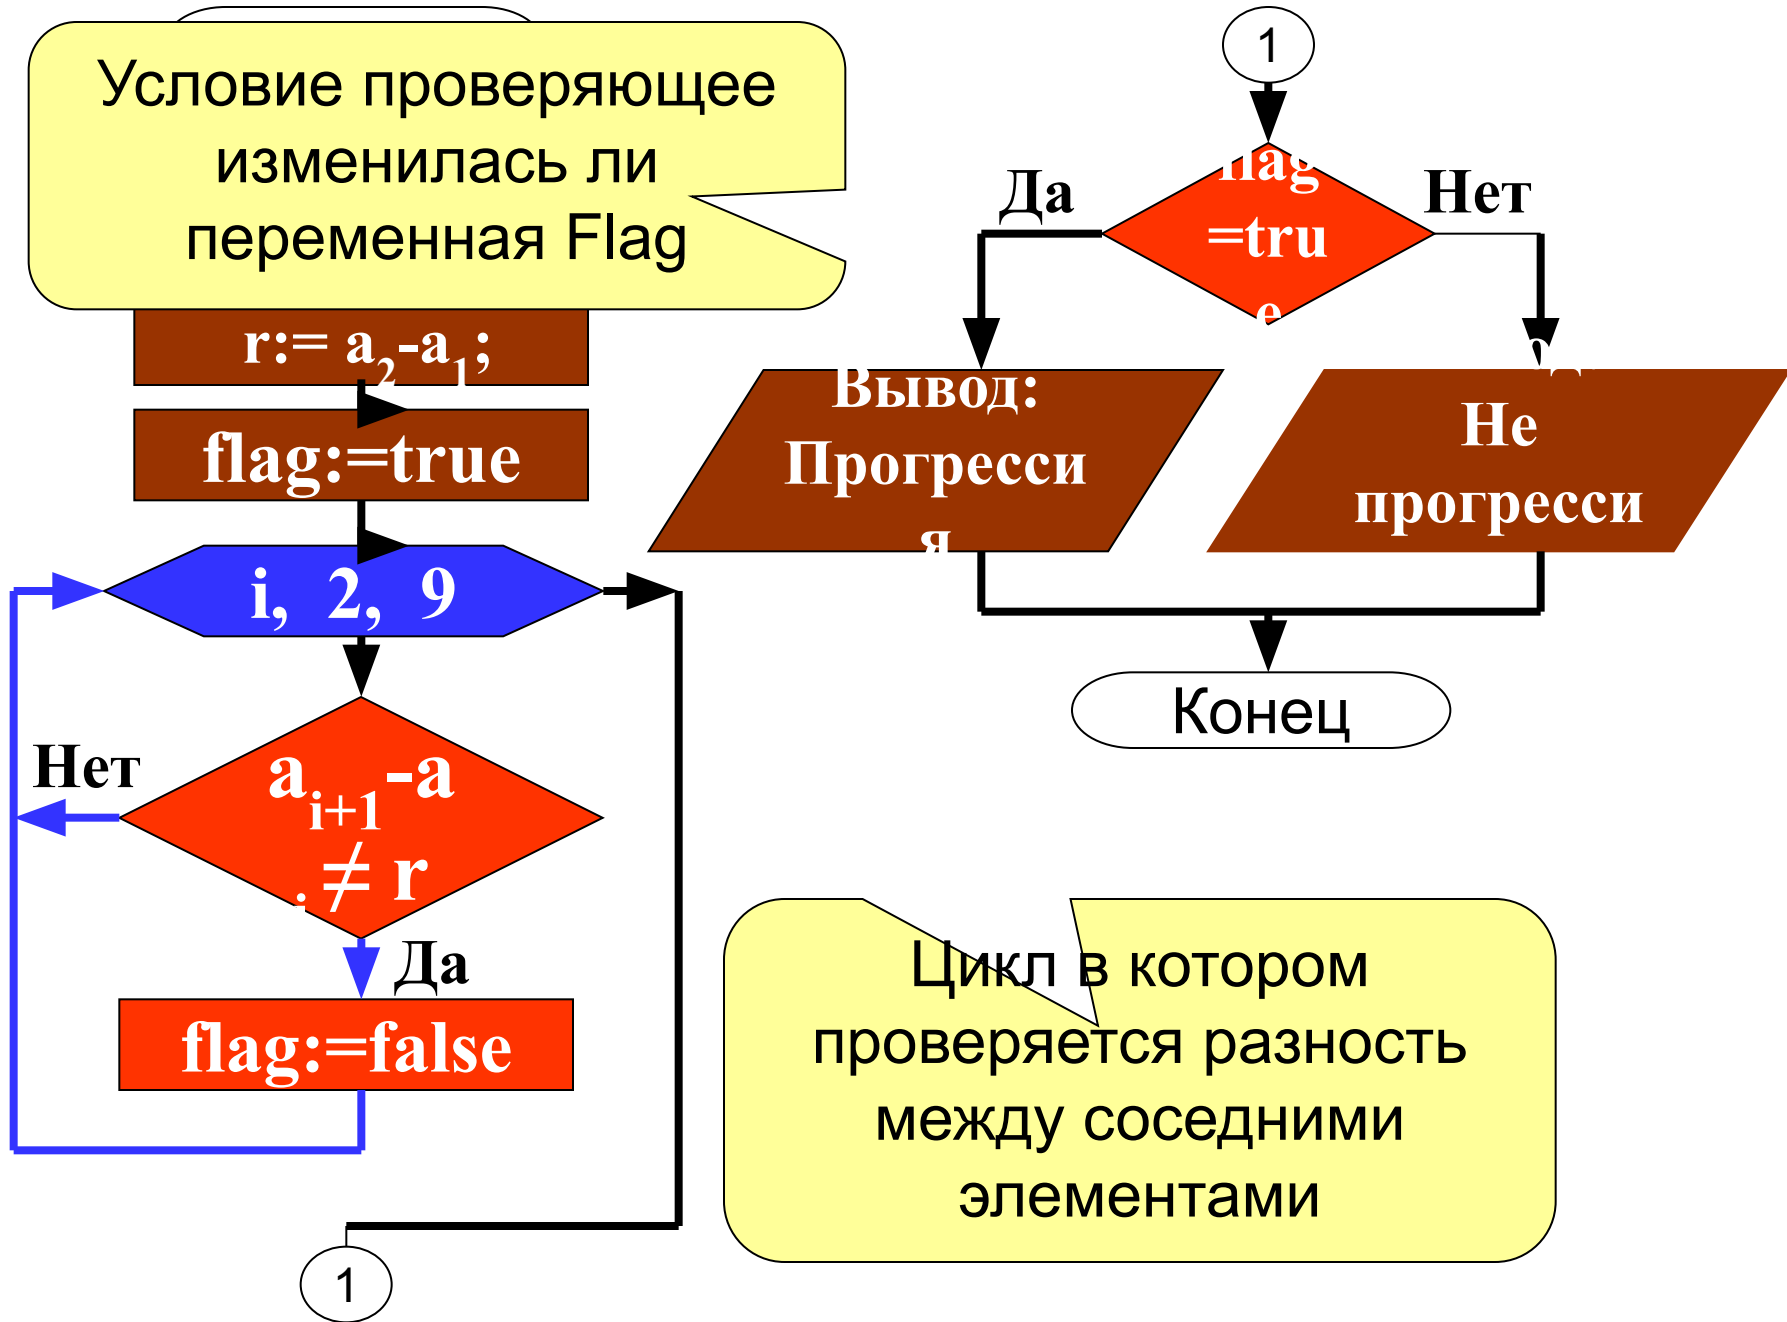 Условие проверяющее
изменилась ли
переменная Flag
r:= a2-a1;
flag:=true
i, 2, 9
Нет
ai+1-a
i ≠ r
Да
flag:=false
1
1
Да
Нет
flag
=tru
e
Вывод:
Прогресси
я
Не
прогресси
Конец
Цикл в котором
проверяется разность
между соседними
элементами